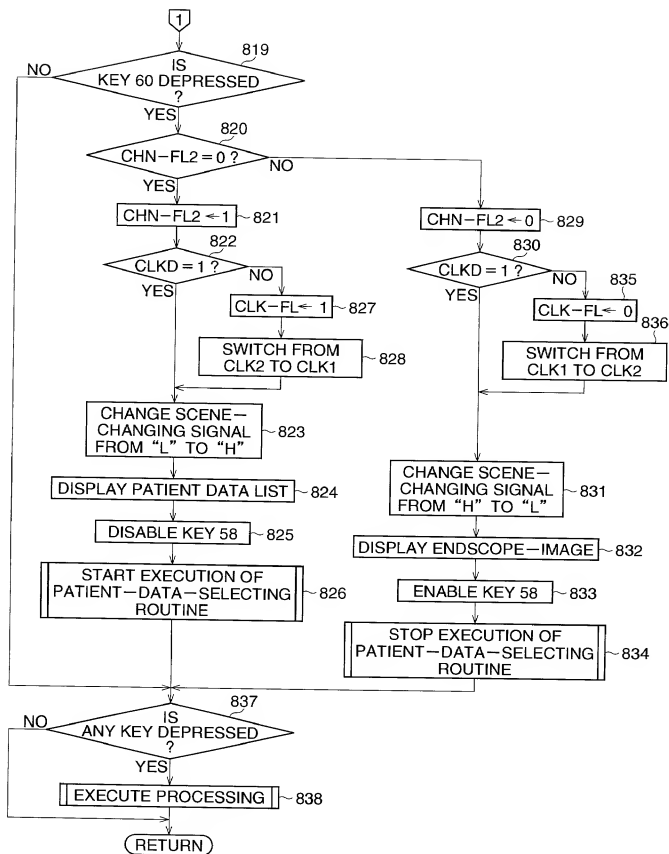 1
819
IS
KEY 60 DEPRESSED
?
NO
YES
820
CHN-FL2 = 0 ?
NO
YES
CHN-FL2 ← 1
821
822
CLKD = 1 ?
NO
YES
CLK-FL ← 1
827
SWITCH FROM
CLK2 TO CLK1
828
CHANGE SCENE-
CHANGING SIGNAL
FROM “L” TO “H”
823
DISPLAY PATIENT DATA LIST
824
DISABLE KEY 58
825
START EXECUTION OF
PATIENT-DATA-SELECTING
ROUTINE
826
CHN-FL2 ← 0
829
830
CLKD = 1 ?
NO
YES
835
CLK-FL ← 0
836
SWITCH FROM
CLK1 TO CLK2
CHANGE SCENE-
CHANGING SIGNAL
FROM “H” TO “L”
831
DISPLAY ENDSCOPE-IMAGE
832
ENABLE KEY 58
833
STOP EXECUTION OF
PATIENT-DATA-SELECTING
ROUTINE
834
837
IS
ANY KEY DEPRESSED
?
NO
YES
EXECUTE PROCESSING
838
RETURN